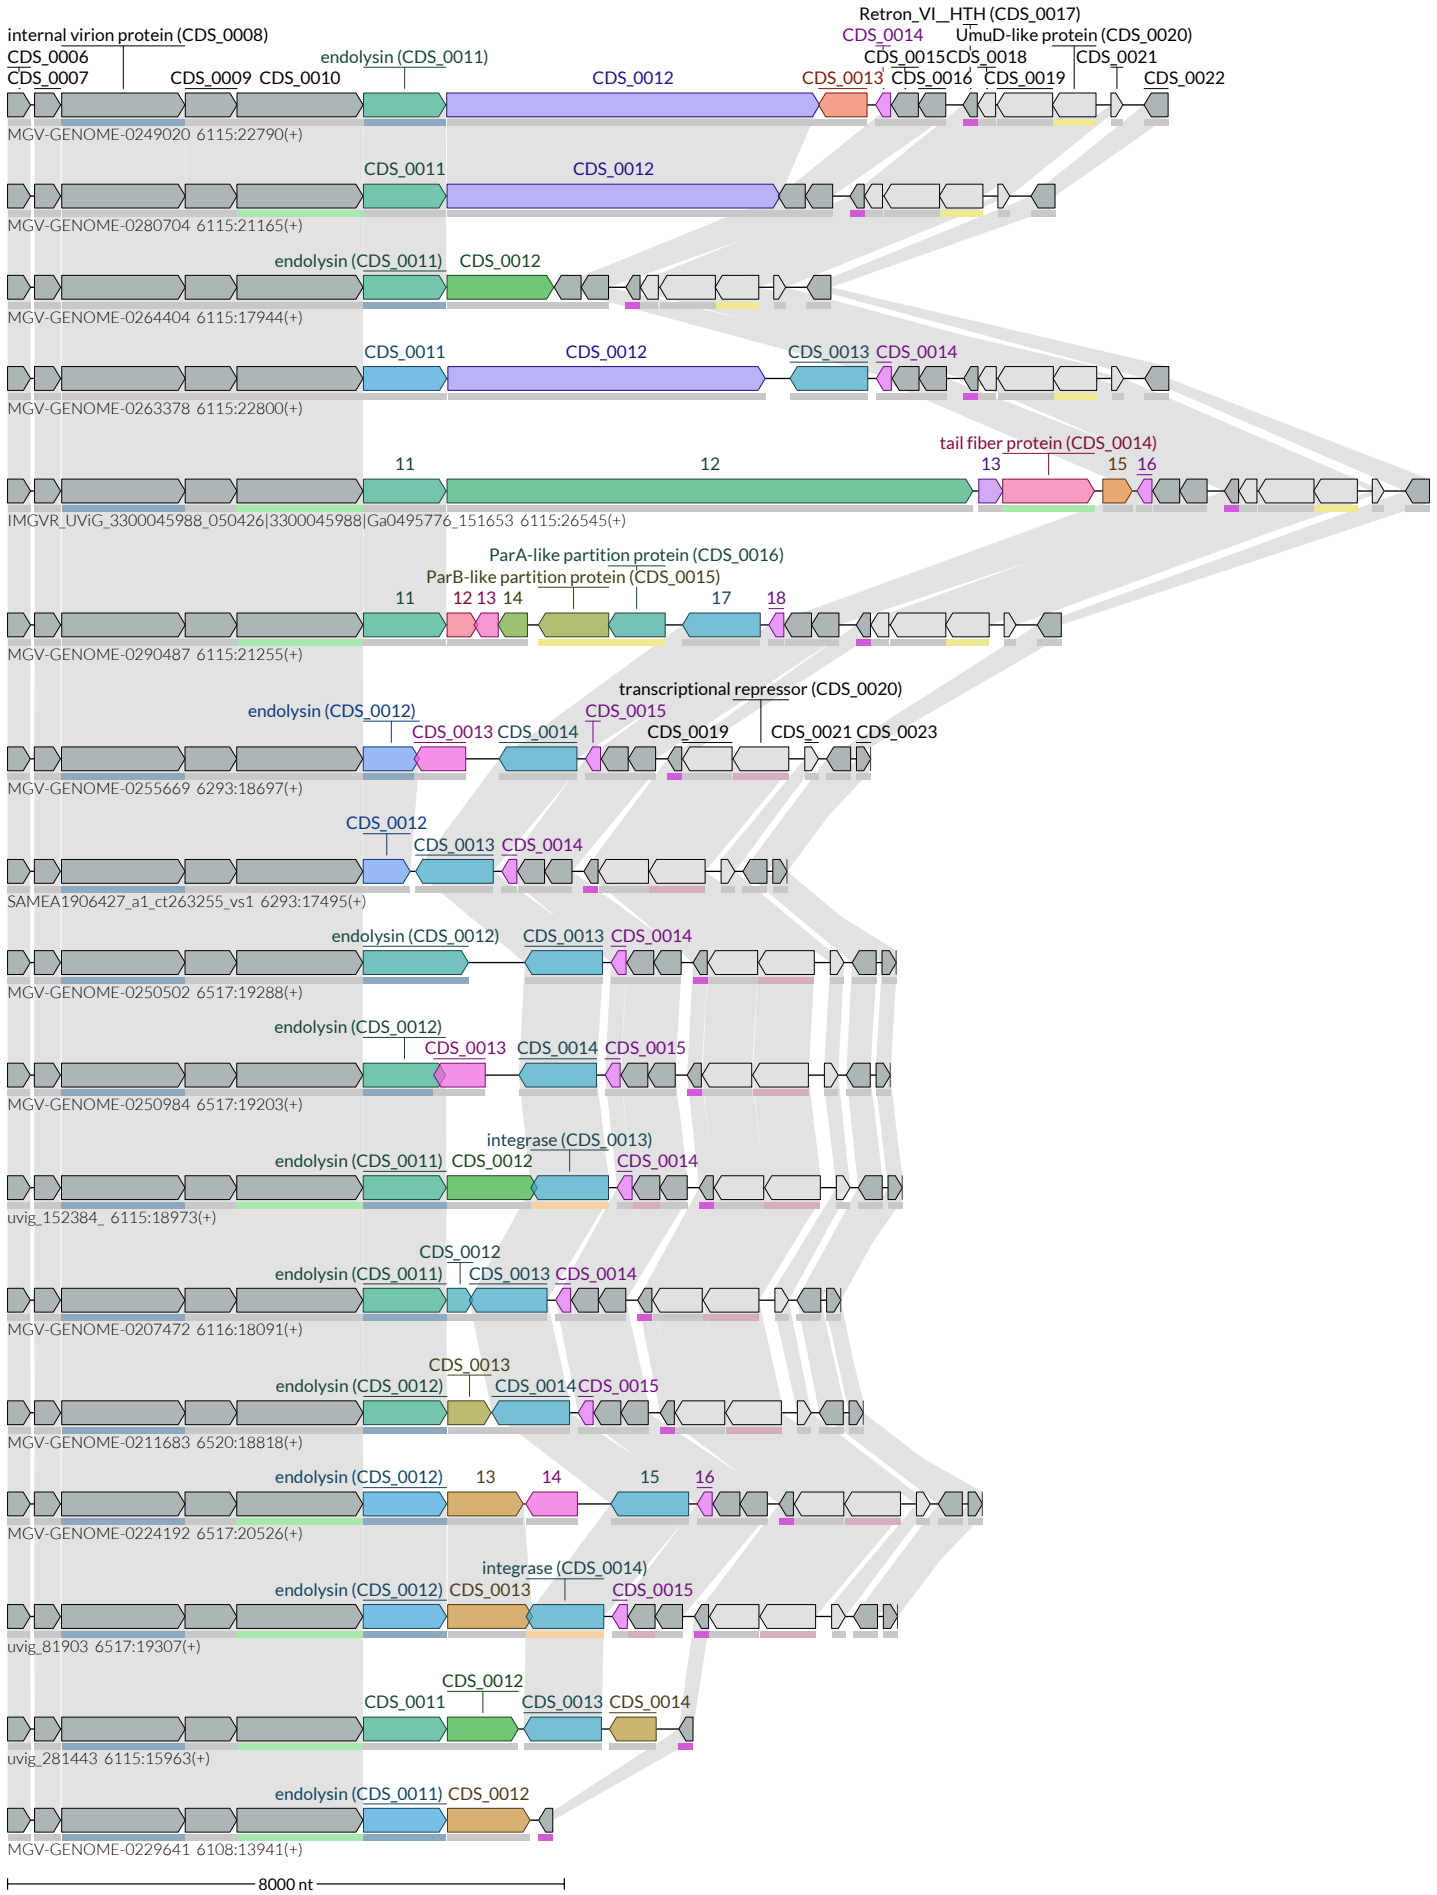 Retron_VI__HTH (CDS_0017)
internal virion protein (CDS_0008) CDS_0014 UmuD-like protein (CDS_0020)
CDS_0006 endolysin (CDS_0011) CDS_0015 CDS_0018 CDS_0021
CDS_0007 CDS_0009 CDS_0010 CDS_0012 CDS_0013 CDS_0016 CDS_0019 CDS_0022
MGV-GENOME-0249020 6115:22790(+)
CDS_0011 CDS_0012
MGV-GENOME-0280704 6115:21165(+)
endolysin (CDS_0011) CDS_0012
MGV-GENOME-0264404 6115:17944(+)
CDS_0011 CDS_0012 CDS_0013 CDS_0014
MGV-GENOME-0263378 6115:22800(+)
tail fiber protein (CDS_0014)
11 12 13 15 16
IMGVR_UViG_3300045988_050426|3300045988|Ga0495776_151653 6115:26545(+)
ParA-like partition protein (CDS_0016)
ParB-like partition protein (CDS_0015)
11 12 13 14 17 18
MGV-GENOME-0290487 6115:21255(+)
transcriptional repressor (CDS_0020)
endolysin (CDS_0012) CDS_0015
CDS_0013 CDS_0014 CDS_0019 CDS_0021 CDS_0023
MGV-GENOME-0255669 6293:18697(+)
CDS_0012
CDS_0013 CDS_0014
SAMEA1906427_a1_ct263255_vs1 6293:17495(+)
endolysin (CDS_0012) CDS_0013 CDS_0014
MGV-GENOME-0250502 6517:19288(+)
endolysin (CDS_0012)
CDS_0013 CDS_0014 CDS_0015
MGV-GENOME-0250984 6517:19203(+)
integrase (CDS_0013)
endolysin (CDS_0011) CDS_0012 CDS_0014
uvig_152384_ 6115:18973(+)
CDS_0012
endolysin (CDS_0011) CDS_0013 CDS_0014
MGV-GENOME-0207472 6116:18091(+)
CDS_0013
endolysin (CDS_0012) CDS_0014 CDS_0015
MGV-GENOME-0211683 6520:18818(+)
endolysin (CDS_0012) 13 14 15 16
MGV-GENOME-0224192 6517:20526(+)
integrase (CDS_0014)
endolysin (CDS_0012) CDS_0013 CDS_0015
uvig_81903 6517:19307(+)
CDS_0012
CDS_0011 CDS_0013 CDS_0014
uvig_281443 6115:15963(+)
endolysin (CDS_0011) CDS_0012
MGV-GENOME-0229641 6108:13941(+)
8000 nt